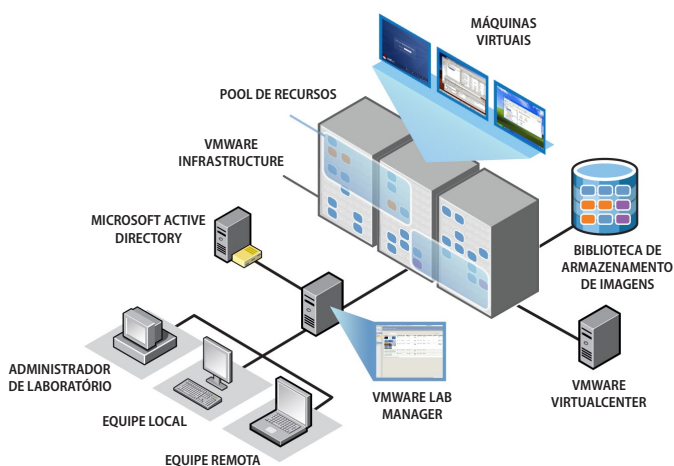 MÁQUINAS
VIRTUAIS
POOL DE RECURSOS
VMWARE
INFRASTRUCTURE
MICROSOFT ACTIVE
DIRECTORY
BIBLIOTECA DE
ARMAZENAMENTO
DE IMAGENS
ADMINISTRADOR
DE LABORATÓRIO
VMWARE LAB
MANAGER
VMWARE
VIRTUALCENTER
EQUIPE LOCAL
EQUIPE REMOTA